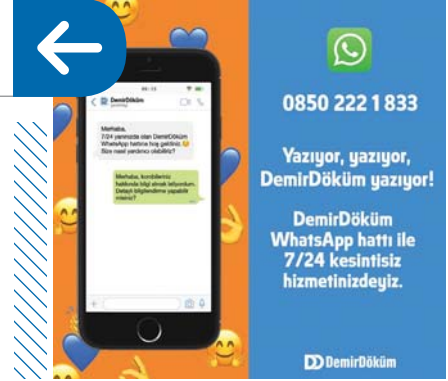 DemirDöküm
Merhaba,
7/24 yanınızda olan DemirDöküm
WhatsApp hattına hoş geldiniz.
Size nasıl yardımcı olabiliriz?
Merhaba, kombileriniz
hakkında bilgi almak istiyordum.
Detaylı bilgilendirme yapabilir
misiniz?
0850 222 1 833
Yazıyor, yazıyor,
DemirDöküm yazıyor!
DemirDöküm
WhatsApp hattı ile
7/24 kesintisiz
hizmetinizdeyiz.
DemirDöküm